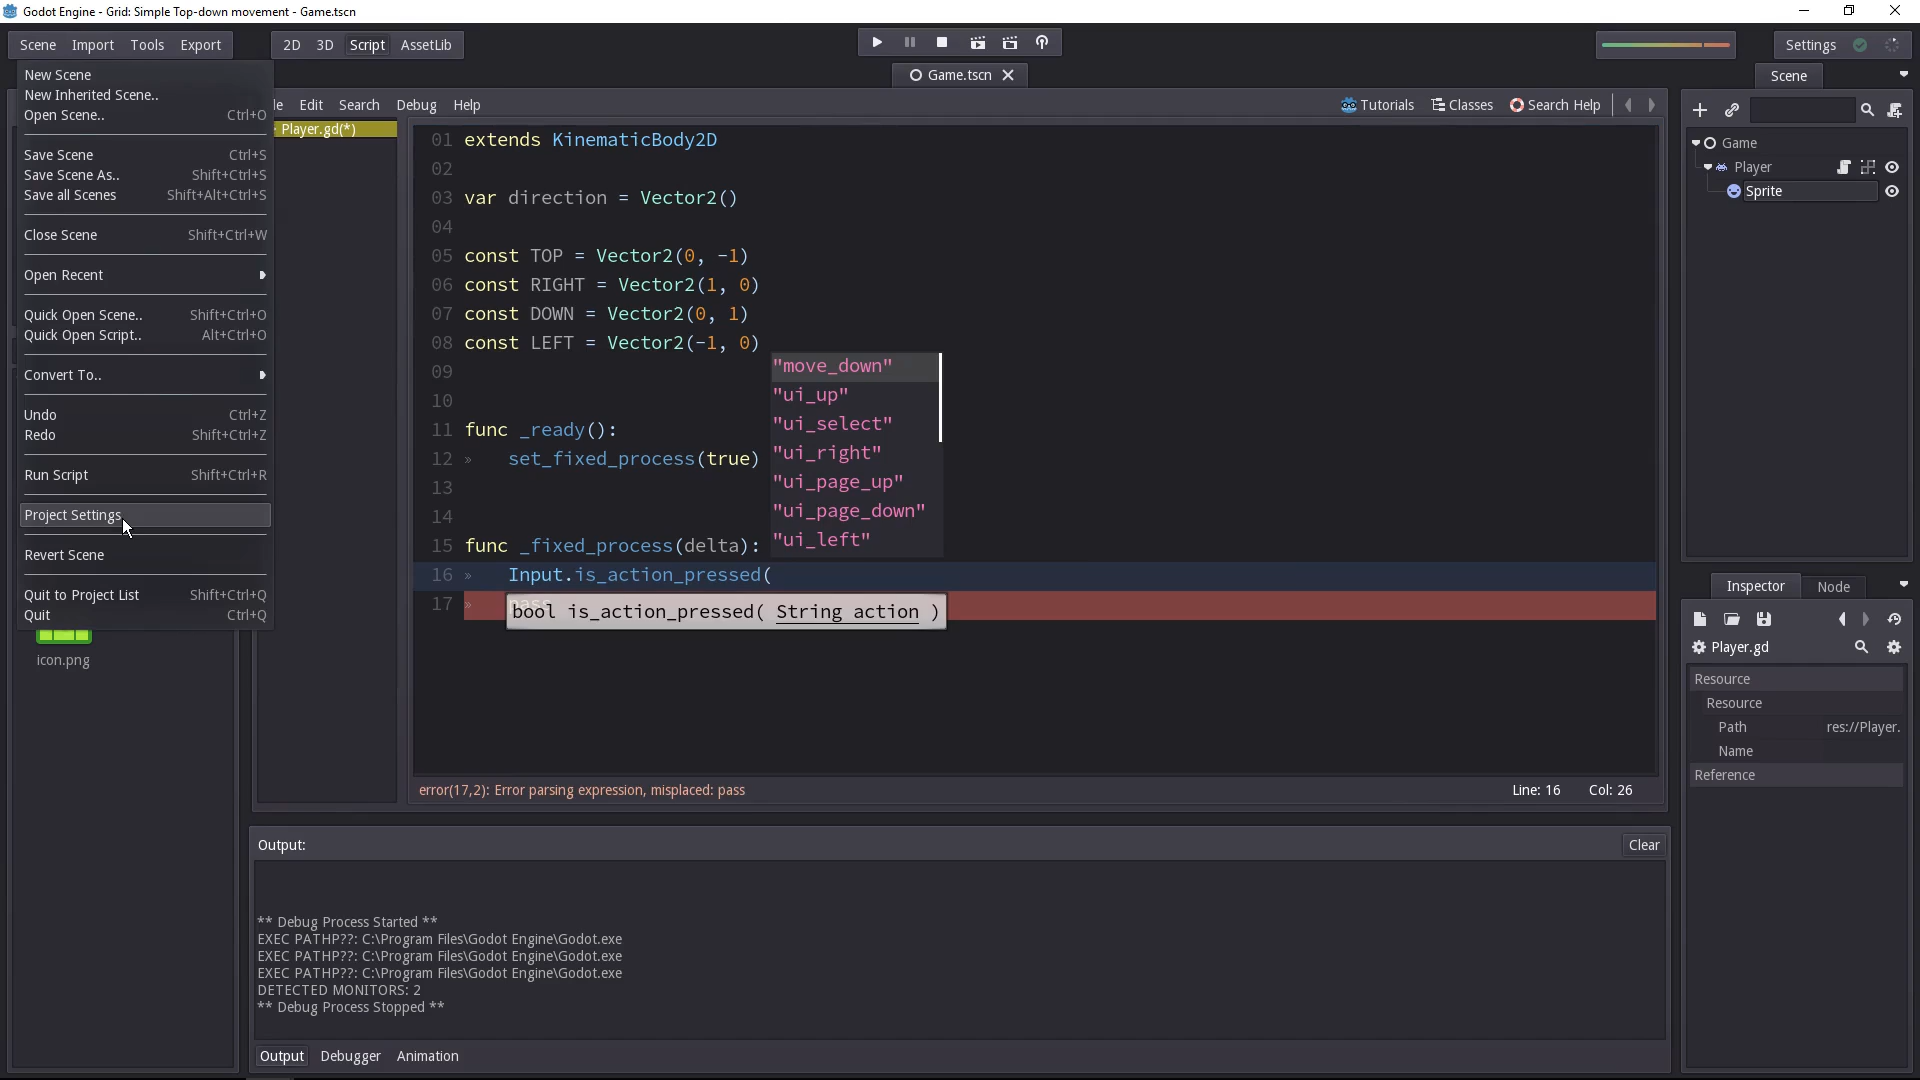 Godot Engine - Grid: Simple Top-down movement - Game.tscn
Scene Import Tools Export
2D 3D Script AssetLib
Settings
Game.tscn
Scene
New Scene
New Inherited Scene..
Open Scene.. Ctrl+O
Save Scene Ctrl+S
Save Scene As.. Shift+Ctrl+S
Save all Scenes Shift+Alt+Ctrl+S
Close Scene Shift+Ctrl+W
Open Recent
Quick Open Scene.. Shift+Ctrl+O
Quick Open Script.. Alt+Ctrl+O
Convert To..
Undo Ctrl+Z
Redo Shift+Ctrl+Z
Run Script Shift+Ctrl+R
Project Settings
Revert Scene
Quit to Project List Shift+Ctrl+Q
Quit Ctrl+Q
icon.png
le Edit Search Debug Help
Tutorials Classes Search Help
Player.gd(*)
01 extends KinematicBody2D
02
03 var direction = Vector2()
04
05 const TOP = Vector2(0, -1)
06 const RIGHT = Vector2(1, 0)
07 const DOWN = Vector2(0, 1)
08 const LEFT = Vector2(-1, 0)
09
10
11 func _ready():
12 » set_fixed_process(true)
13
14
15 func _fixed_process(delta):
16 » Input.is_action_pressed(
17 »
"move_down"
"ui_up"
"ui_select"
"ui_right"
"ui_page_up"
"ui_page_down"
"ui_left"
bool is_action_pressed( String action )
error(17,2): Error parsing expression, misplaced: pass
Line: 16 Col: 26
Output:
Clear
** Debug Process Started **
EXEC PATHP??: C:\Program Files\Godot Engine\Godot.exe
EXEC PATHP??: C:\Program Files\Godot Engine\Godot.exe
EXEC PATHP??: C:\Program Files\Godot Engine\Godot.exe
DETECTED MONITORS: 2
** Debug Process Stopped **
Output Debugger Animation
Game
Player
Sprite
Inspector Node
Player.gd
Resource
Resource
Path res://Player.
Name
Reference